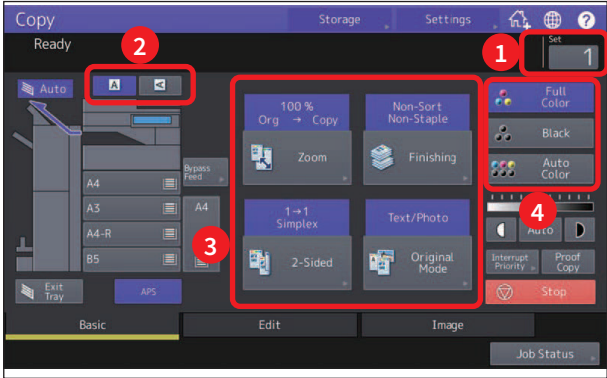 Copy
Storage
Settings
?
Ready
2
1
Set
1
Auto
A
A
100 %
Org → Copy
Zoom
Non-Sort
Non-Staple
Finishing
Full
Color
Black
Auto
Color
Bypass
Feed
A4
A3
A4-R
B5
A4
3
1→1
Simplex
2-Sided
Text/Photo
Original
Mode
4
Auto
Interrupt
Priority
Proof
Copy
Exit
Tray
APS
Stop
Basic
Edit
Image
Job Status